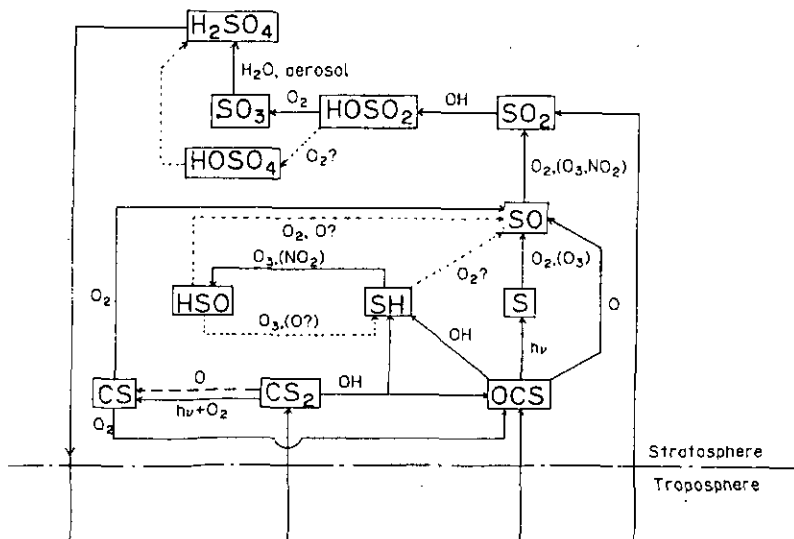 H₂SO₄
H₂O, aerosol
SO₃
O₂
HOSO₂
OH
SO₂
HOSO₄
O₂?
O₂,(O₃,NO₂)
SO
O₂, O?
O₃,(NO₂)
O₂?
O₂,(O₃)
O₂
HSO
SH
S
O
O₃,(O?)
OH
hν
CS
O
CS₂
OH
OCS
hν+O₂
O₂
Stratosphere
Troposphere